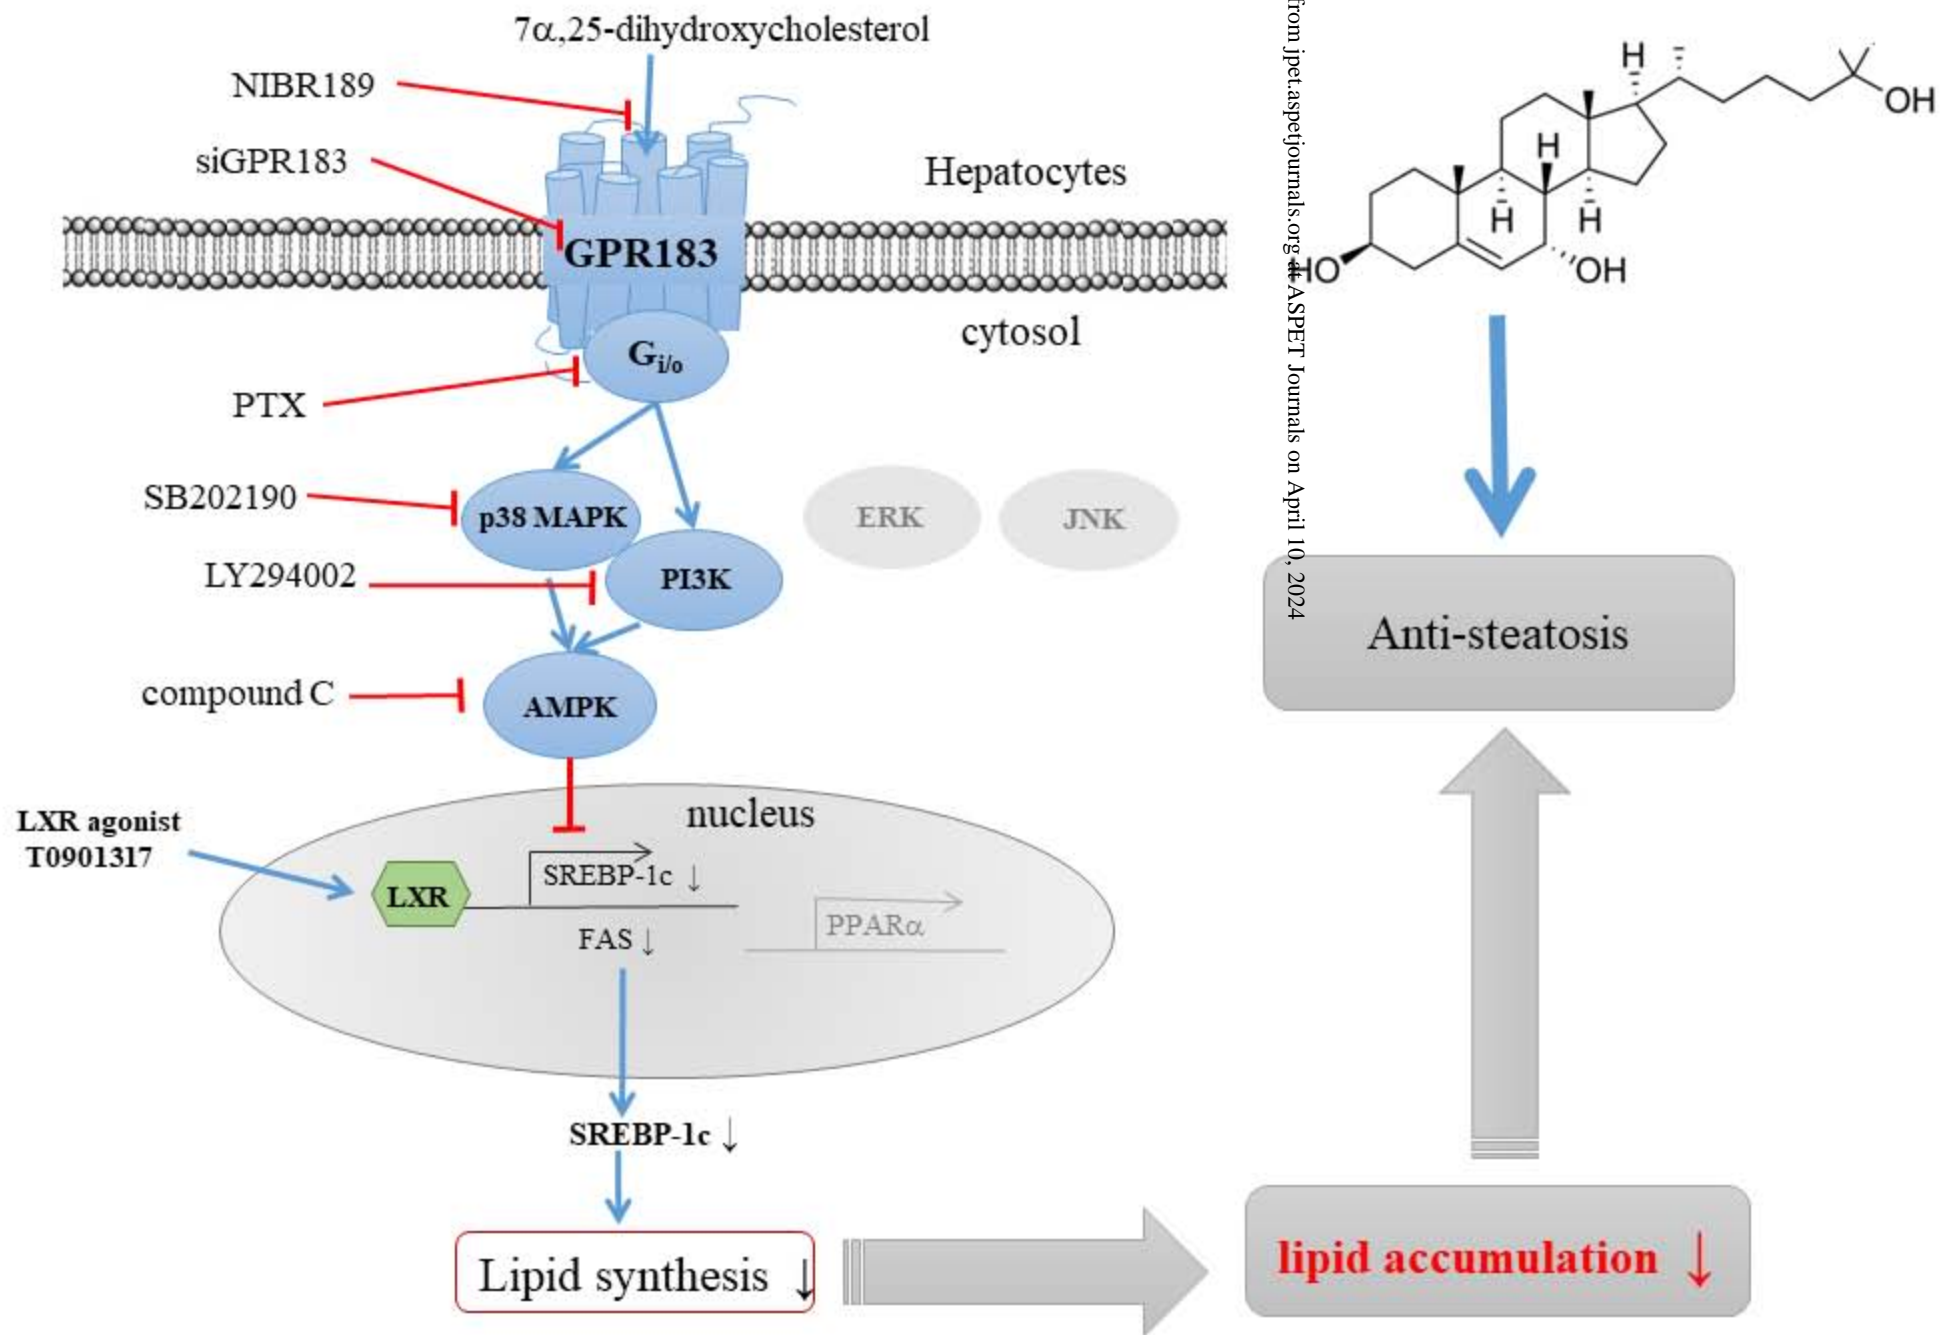 7α,25-dihydroxycholesterol
NIBR189
siGPR183
Hepatocytes
GPR183
cytosol
Gi/o
PTX
SB202190
p38 MAPK
ERK
JNK
LY294002
PI3K
compound C
AMPK
nucleus
LXR agonist
T0901317
LXR
SREBP-1c ↓
FAS ↓
PPARα
SREBP-1c ↓
Lipid synthesis ↓
from jpet.aspetjournals.org at ASPET Journals on April 10, 2024
H
OH
H
H
H
HO
OH
Anti-steatosis
lipid accumulation ↓